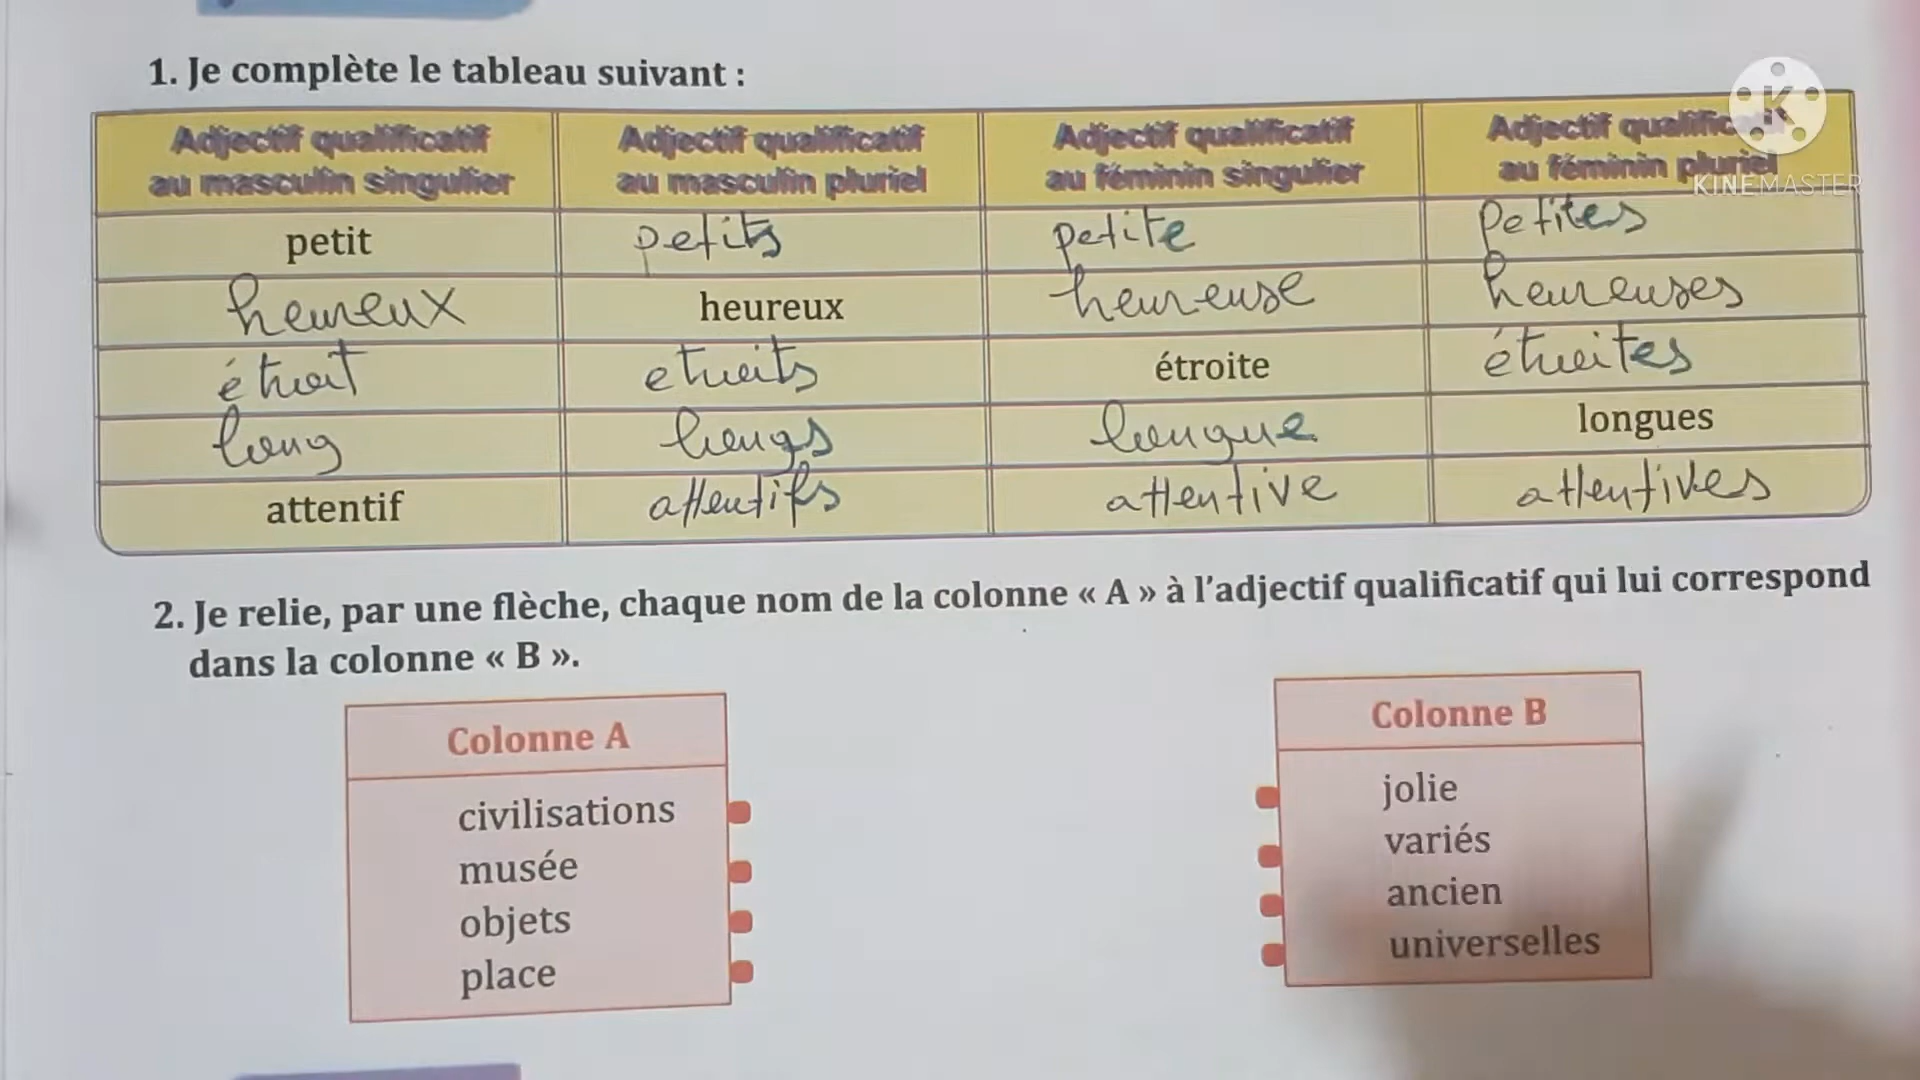 1. Je complète le tableau suivant :
Adjectif qualificatif au masculin singulier
Adjectif qualificatif au masculin pluriel
Adjectif qualificatif au féminin singulier
Adjectif qualificatif au féminin pluriel
KINEMASTER
petit petits petite Petites
heureux heureux heureuse heureuses
étroit etroits étroite étroites
long longs longue longues
attentif attentifs attentive attentives
2. Je relie, par une flèche, chaque nom de la colonne « A » à l'adjectif qualificatif qui lui correspond
dans la colonne « B ».
Colonne A
civilisations
musée
objets
place
Colonne B
jolie
variés
ancien
universelles